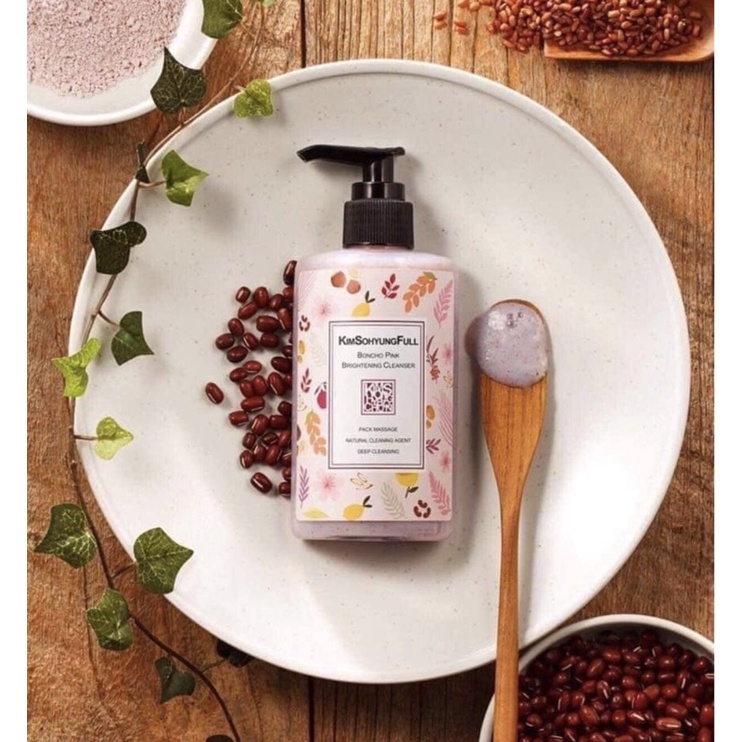 KIMSOHYUNGFULL
BONCHO PINK
BRIGHTENING CLEANSER
PACK MASSAGE
NATURAL CLEANING AGENT
DEEP CLEANSING